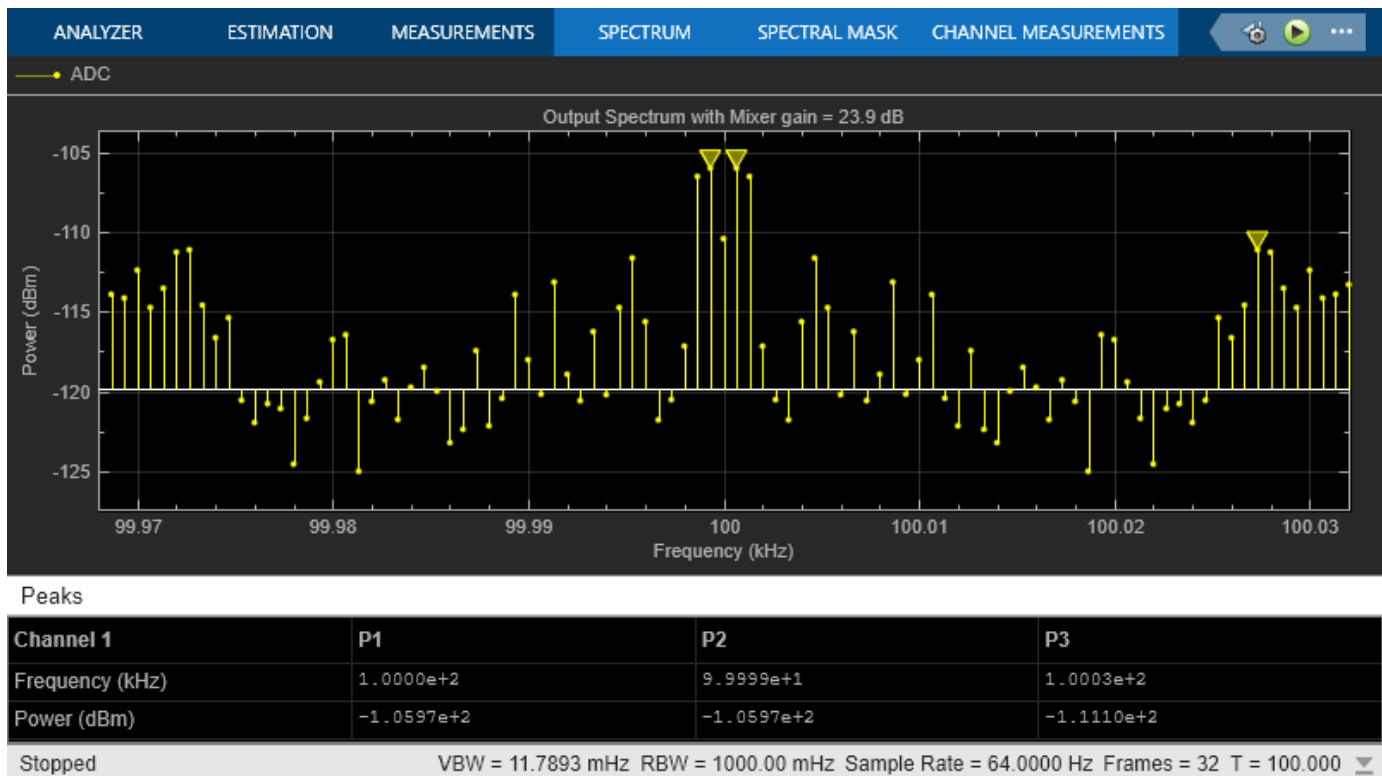 ANALYZER ESTIMATION MEASUREMENTS SPECTRUM SPECTRAL MASK CHANNEL MEASUREMENTS
ADC
Output Spectrum with Mixer gain = 23.9 dB
-105
-110
-115
-120
-125
Power (dBm)
99.97 99.98 99.99 100 100.01 100.02 100.03
Frequency (kHz)
Peaks
Channel 1 P1 P2 P3
Frequency (kHz) 1.0000e+2 9.9999e+1 1.0003e+2
Power (dBm) -1.0597e+2 -1.0597e+2 -1.1110e+2
Stopped VBW = 11.7893 mHz RBW = 1000.00 mHz Sample Rate = 64.0000 Hz Frames = 32 T = 100.000